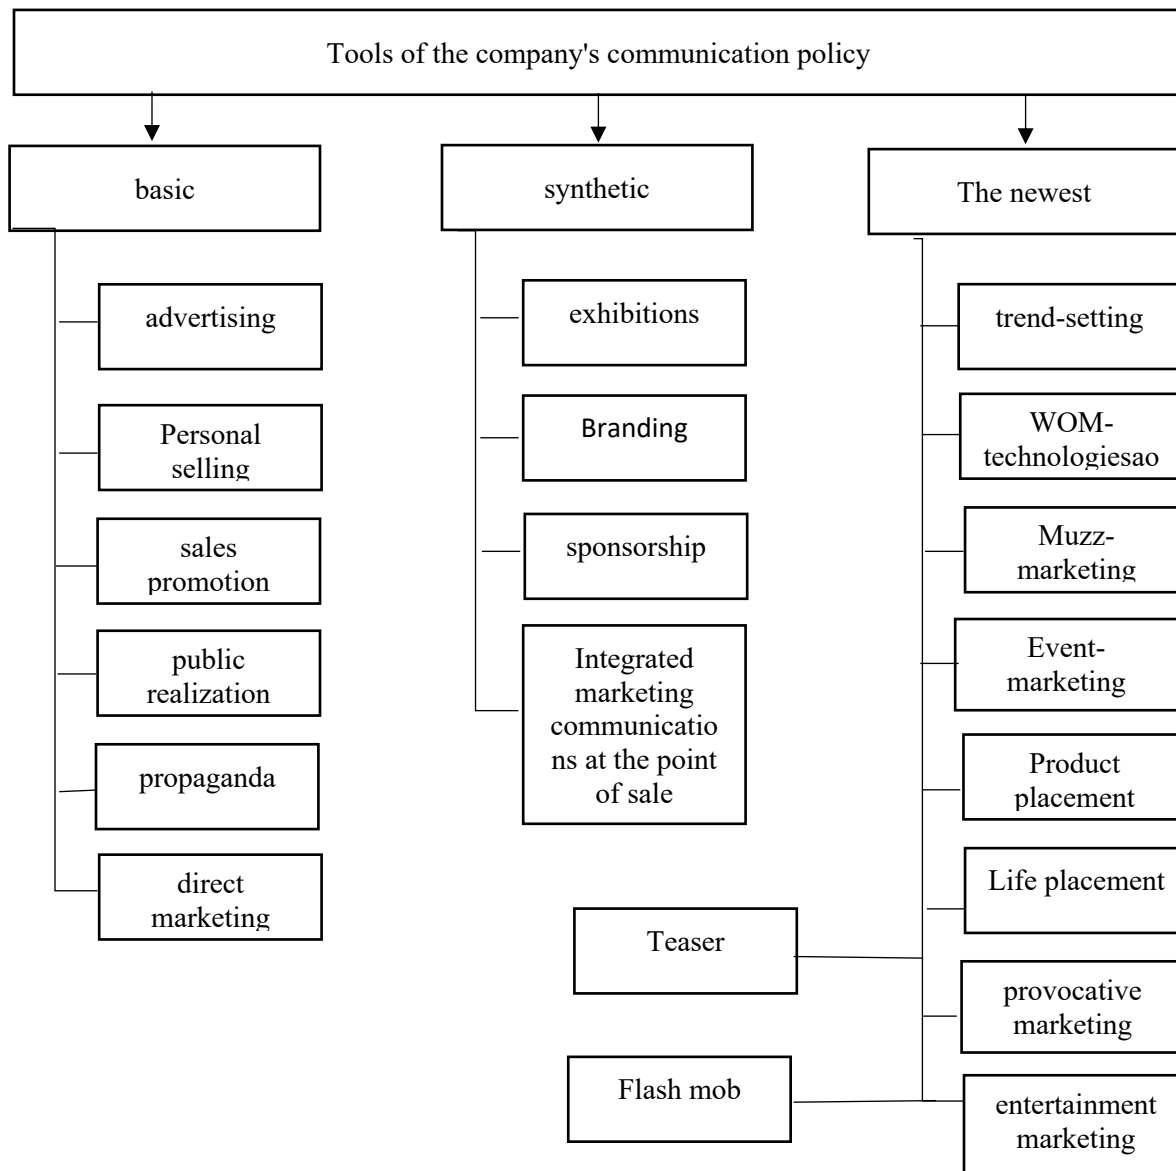 Tools of the company's communication policy
basic
synthetic
The newest
advertising
Personal
selling
sales
promotion
public
realization
propaganda
direct
marketing
exhibitions
Branding
sponsorship
Integrated
marketing
communicatio
ns at the point
of sale
trend-setting
WOM-
technologiesao
Muzz-
marketing
Event-
marketing
Product
placement
Life placement
Teaser
provocative
marketing
Flash mob
entertainment
marketing